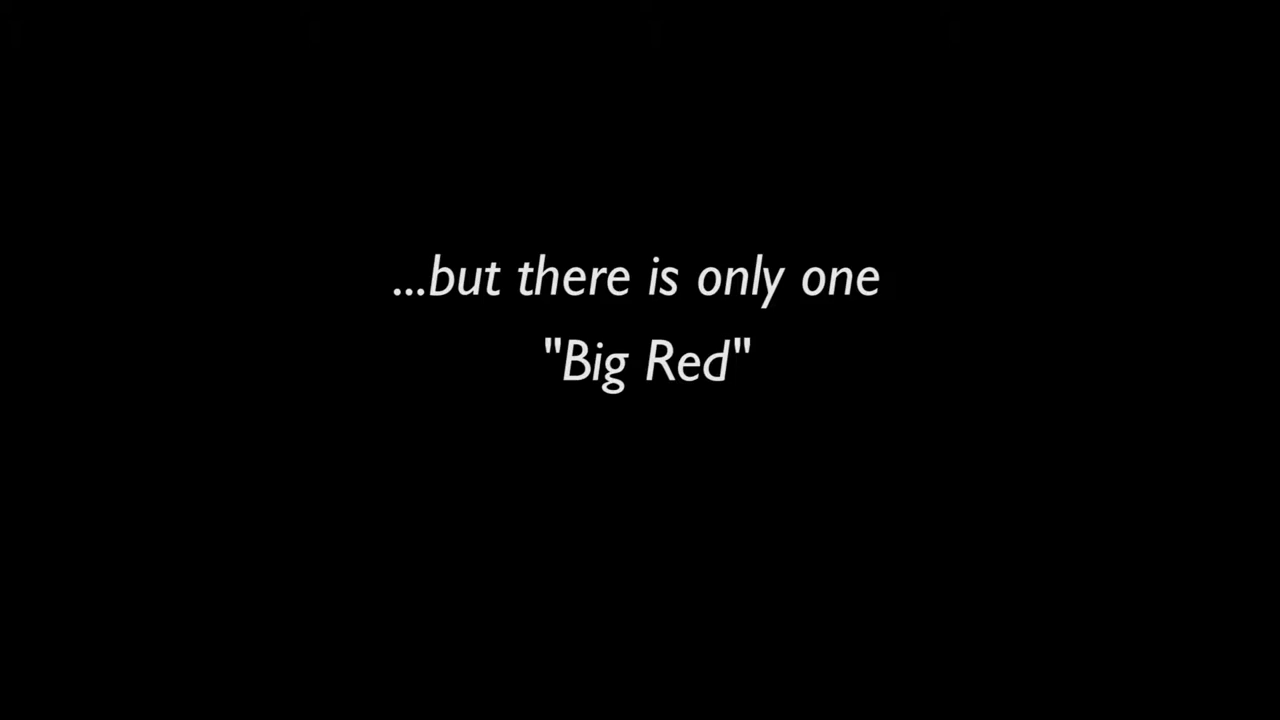 ...but there is only one
"Big Red"